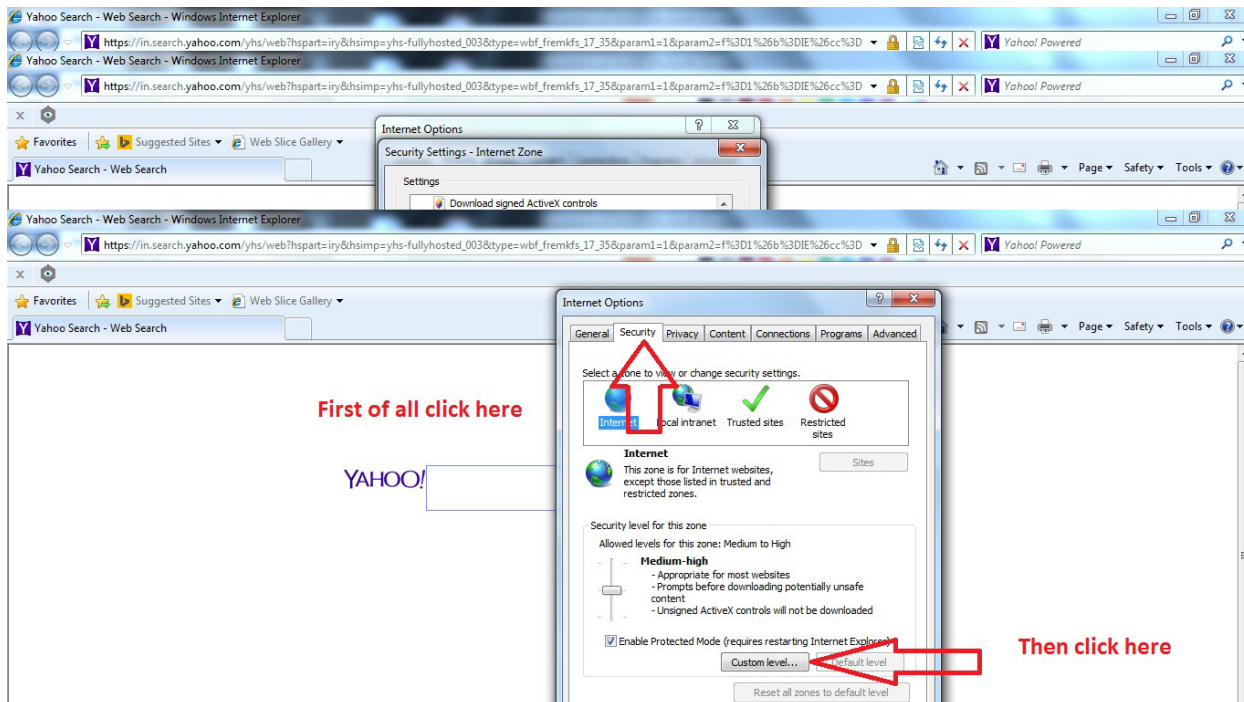 Yahoo Search - Web Search - Windows Internet Explorer
https://in.search.yahoo.com/yhs/web?hspart=iry&hsimp=yhs-fullyhosted_003&type=wbf_fremkfs_17_35&param1=1&param2=f%3D1%26b%3DIE%26cc%3D Yahoo! Powered
Yahoo Search - Web Search - Windows Internet Explorer
https://in.search.yahoo.com/yhs/web?hspart=iry&hsimp=yhs-fullyhosted_003&type=wbf_fremkfs_17_35&param1=1&param2=f%3D1%26b%3DIE%26cc%3D Yahoo! Powered
x
Internet Options
Favorites Suggested Sites Web Slice Gallery
Security Settings - Internet Zone
Yahoo Search - Web Search Page Safety Tools
Settings
Download signed ActiveX controls
Yahoo Search - Web Search - Windows Internet Explorer
https://in.search.yahoo.com/yhs/web?hspart=iry&hsimp=yhs-fullyhosted_003&type=wbf_fremkfs_17_35&param1=1&param2=f%3D1%26b%3DIE%26cc%3D Yahoo! Powered
x
Favorites Suggested Sites Web Slice Gallery
Internet Options
Yahoo Search - Web Search Page Safety Tools
General Security Privacy Content Connections Programs Advanced
Select a zone to view or change security settings.
First of all click here
Internet Local intranet Trusted sites Restricted
sites
Internet
Sites
This zone is for Internet websites,
except those listed in trusted and
restricted zones.
YAHOO!
Security level for this zone
Allowed levels for this zone: Medium to High
Medium-high
- Appropriate for most websites
- Prompts before downloading potentially unsafe
content
- Unsigned ActiveX controls will not be downloaded
Enable Protected Mode (requires restarting Internet Explorer)
Then click here
Custom level... Default level
Reset all zones to default level